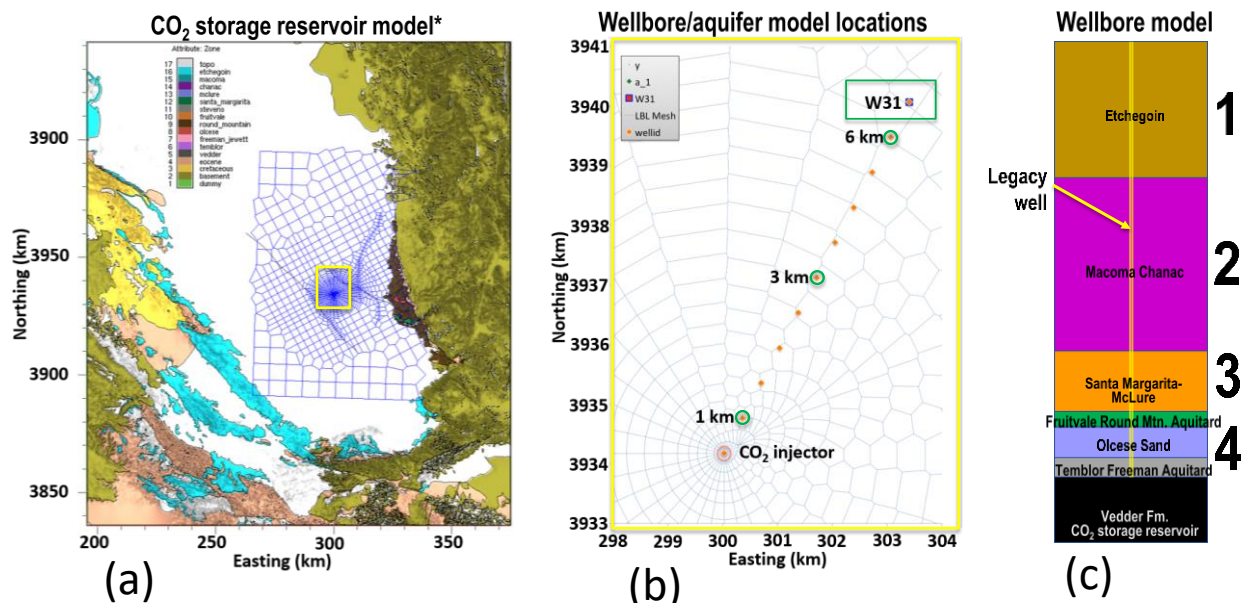 CO₂ storage reservoir model*
Attribute: Zone
17 topo
16 etchegoin
15 macoma
14 chanac
13 mclure
12 santa_margarita
11 stevens
10 fruitvale
9 round_mountain
8 olcese
7 freeman_jewett
6 temblor
5 vedder
4 eocene
3 cretaceous
2 basement
1 dummy
3900
3950
3900
3850
Northing (km)
200
250
300
350
Easting (km)
(a)
Wellbore/aquifer model locations
3941
3940
3939
3938
3937
3936
3935
3934
3933
Northing (km)
y
a_1
W31
LBL Mesh
wellid
W31
6 km
3 km
1 km
CO₂ injector
298
299
300
301
302
303
304
Easting (km)
(b)
Wellbore model
Etchegoin
1
Legacy
well
Macoma Chanac
2
Santa Margarita-
McLure
3
Fruitvale Round Mtn. Aquitard
Olcese Sand
4
Temblor Freeman Aquitard
Vedder Fm.
CO₂ storage reservoir
(c)